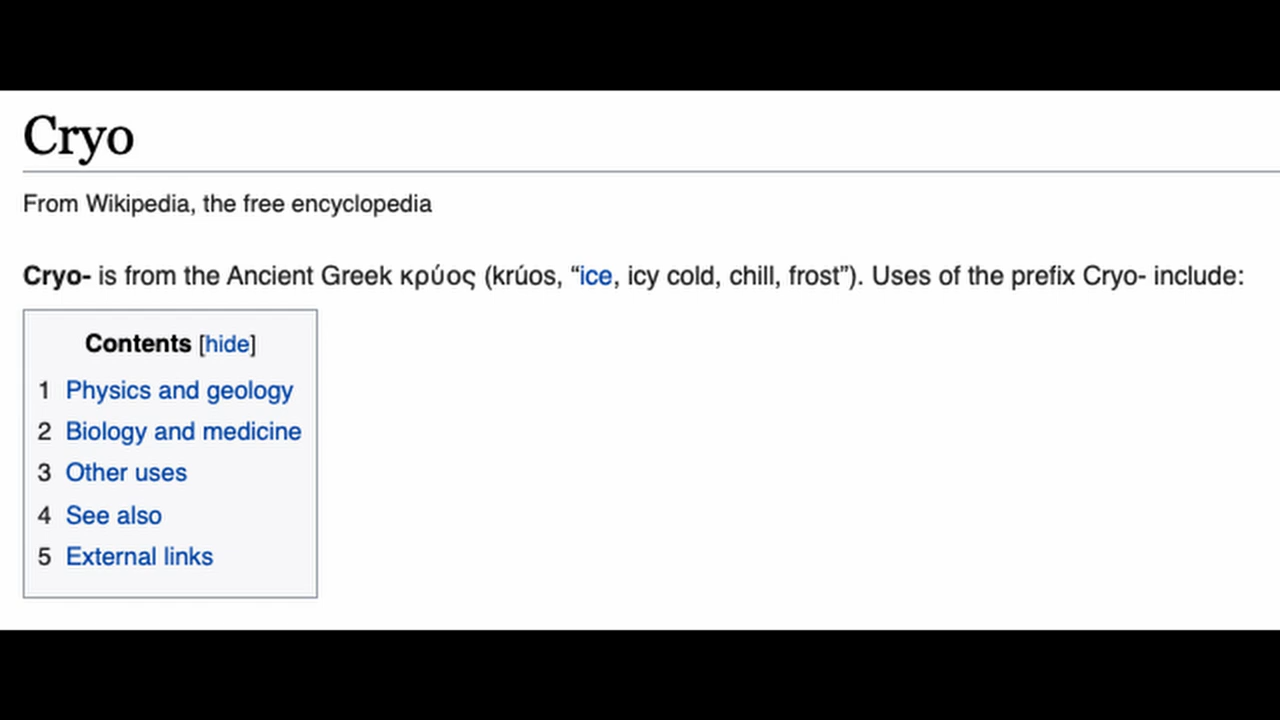 Cryo
From Wikipedia, the free encyclopedia
Cryo- is from the Ancient Greek κρύος (krúos, “ice, icy cold, chill, frost”). Uses of the prefix Cryo- include:
Contents [hide]
1 Physics and geology
2 Biology and medicine
3 Other uses
4 See also
5 External links